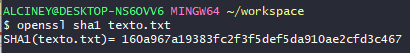 ALCINEY@DESKTOP-NS6OVV6 MINGW64 ~/workspace
$ openssl sha1 texto.txt
SHA1(texto.txt)= 160a967a19383fc2f3f5def5da910ae2cfd3c467